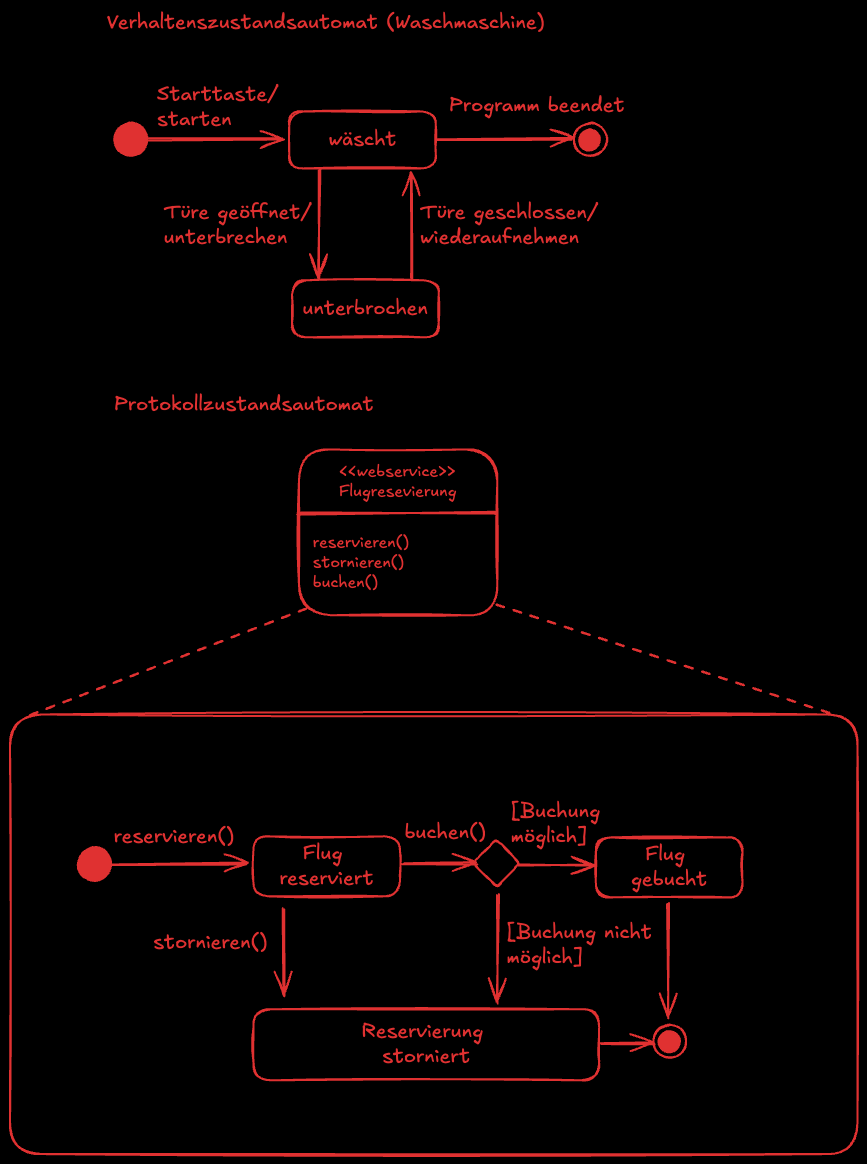 Verhaltenszustandsautomat (Waschmaschine)
Starttaste/
starten
wäscht
Programm beendet
Türe geöffnet/
unterbrechen
Türe geschlossen/
wiederaufnehmen
unterbrochen
Protokollzustandsautomat
<<webservice>>
Flugresevierung
reservieren()
stornieren()
buchen()
reservieren()
Flug
reserviert
buchen()
[Buchung
möglich]
Flug
gebucht
stornieren()
[Buchung nicht
möglich]
Reservierung
storniert